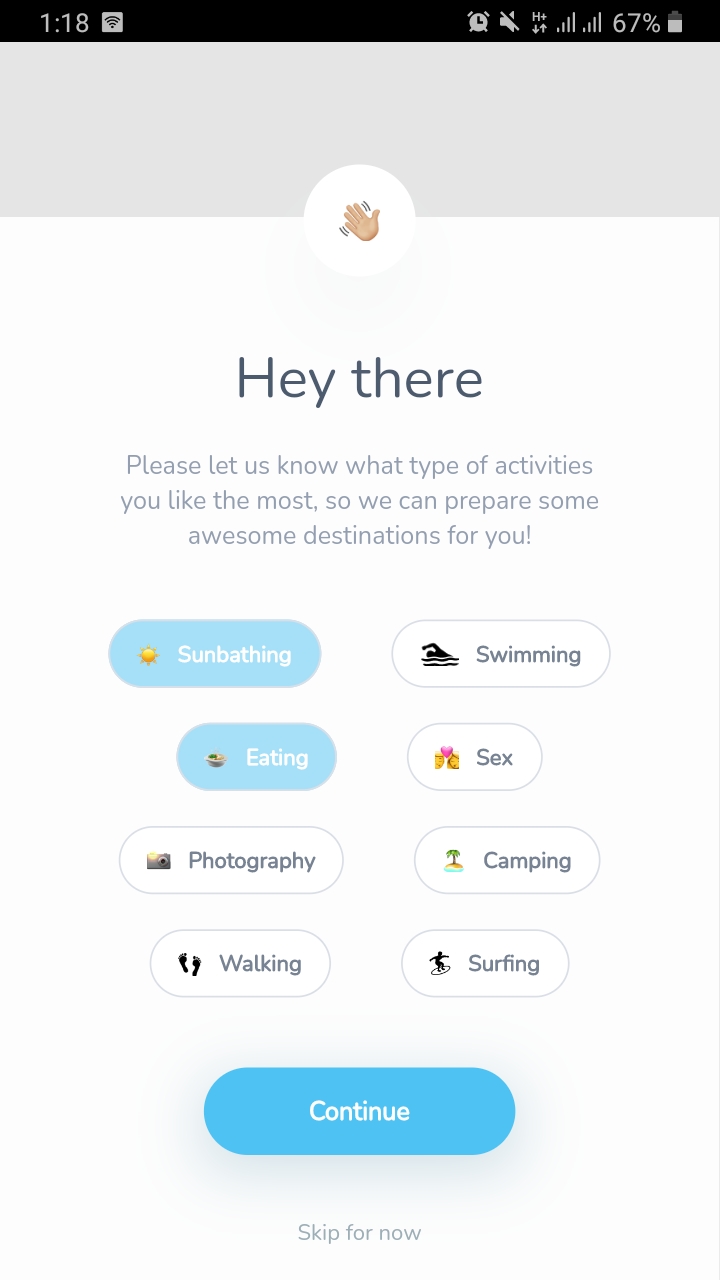 1:18 67%
Hey there
Please let us know what type of activities
you like the most, so we can prepare some
awesome destinations for you!
Sunbathing Swimming
Eating Sex
Photography Camping
Walking Surfing
Continue
Skip for now